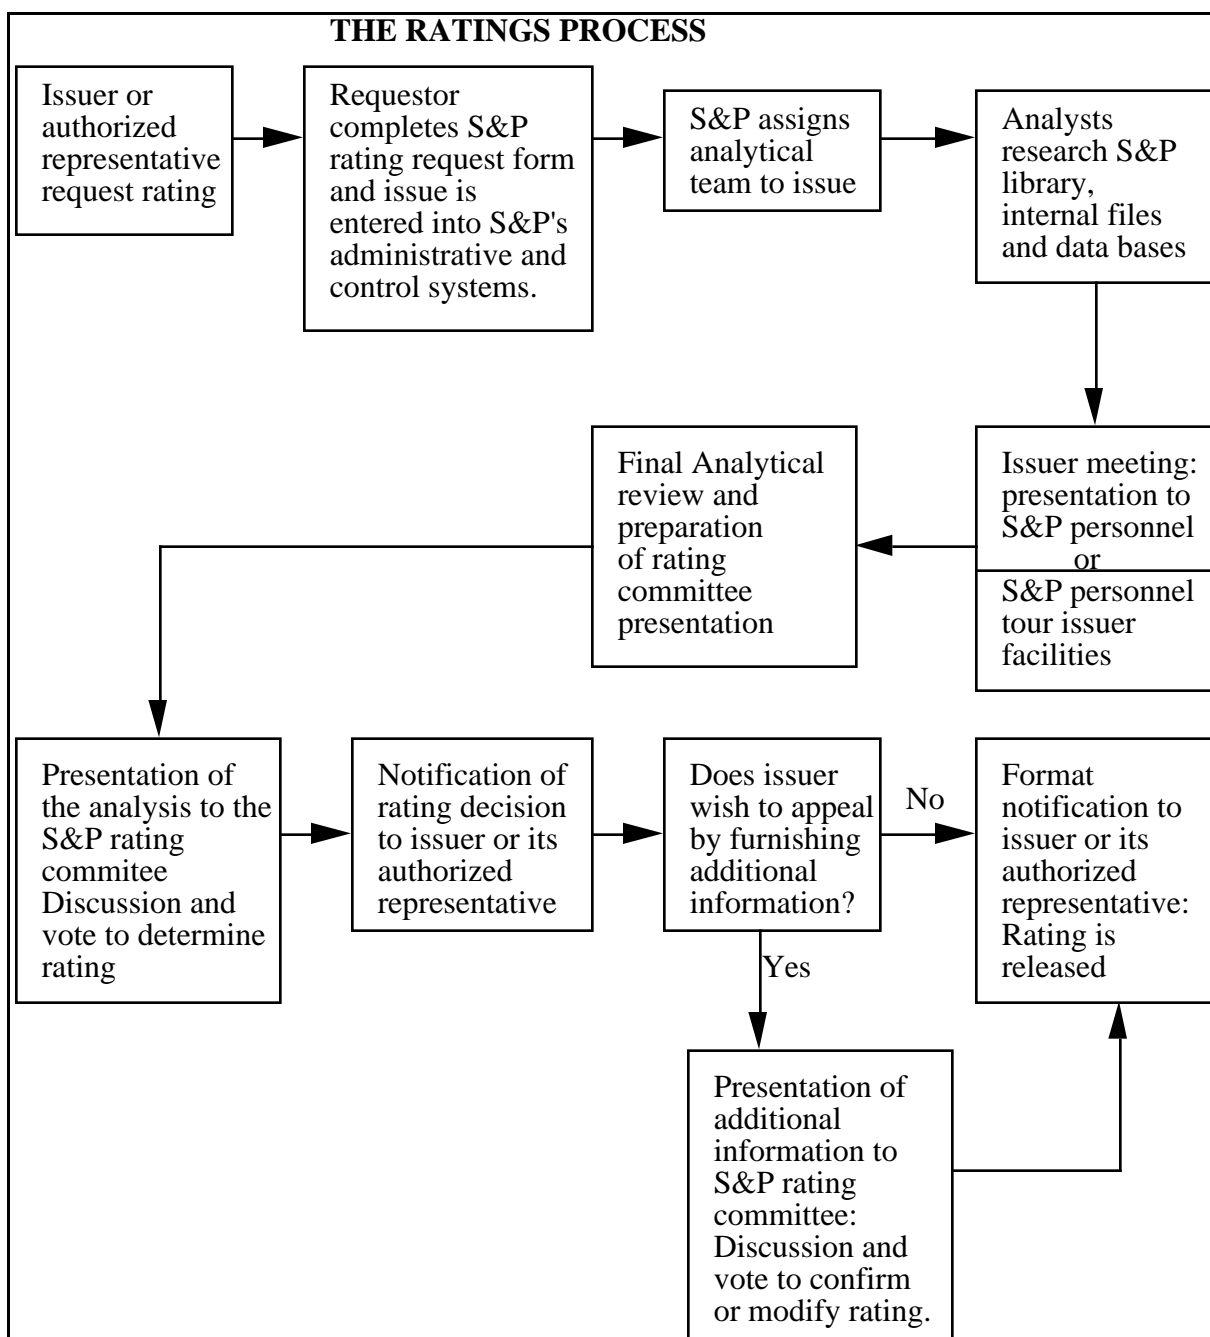 THE RATINGS PROCESS
Issuer or
authorized
representative
request rating
Requestor
completes S&P
rating request form
and issue is
entered into S&P's
administrative and
control systems.
S&P assigns
analytical
team to issue
Analysts
research S&P
library,
internal files
and data bases
Issuer meeting:
presentation to
S&P personnel
or
S&P personnel
tour issuer
facilities
Final Analytical
review and
preparation
of rating
committee
presentation
Presentation of
the analysis to the
S&P rating
commitee
Discussion and
vote to determine
rating
Notification of
rating decision
to issuer or its
authorized
representative
Does issuer
wish to appeal
by furnishing
additional
information?
No
Format
notification to
issuer or its
authorized
representative:
Rating is
released
Yes
Presentation of
additional
information to
S&P rating
committee:
Discussion and
vote to confirm
or modify rating.